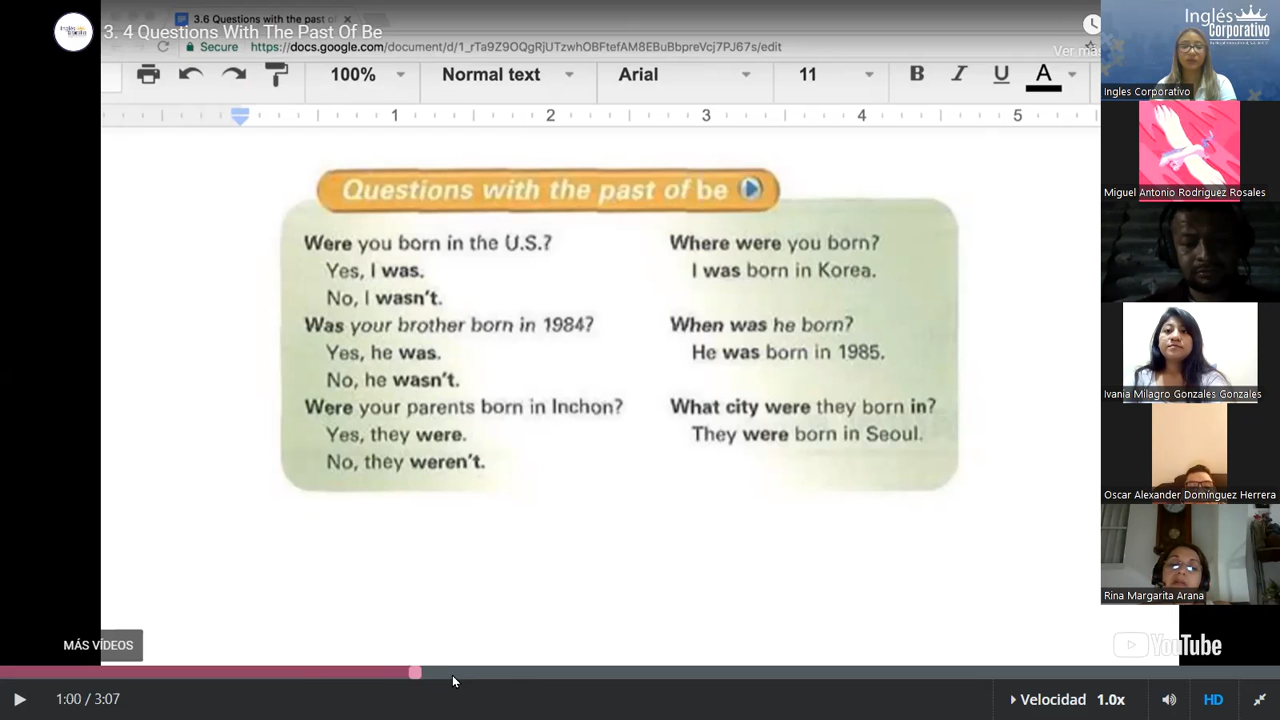 3.6 Questions with the past of
3. 4 Questions With The Past Of Be
Secure https://docs.google.com/document/d/1_rTa9Z9OQgRjUTzwhOBFtefAM8EBuBbpreVcj7PJ67s/edit
Ver más
100% Normal text Arial 11 B I U A
1 2 3 4 5
Questions with the past of be
Were you born in the U.S.?
Yes, I was.
No, I wasn't.
Was your brother born in 1984?
Yes, he was.
No, he wasn't.
Were your parents born in Inchon?
Yes, they were.
No, they weren't.
Where were you born?
I was born in Korea.
When was he born?
He was born in 1985.
What city were they born in?
They were born in Seoul.
MÁS VÍDEOS
YouTube
1:00 / 3:07
Velocidad 1.0x
HD
Inglés
Corporativo
Ingles Corporativo
Miguel Antonio Rodriguez Rosales
Ivania Milagro Gonzales Gonzales
Oscar Alexander Domínguez Herrera
Rina Margarita Arana